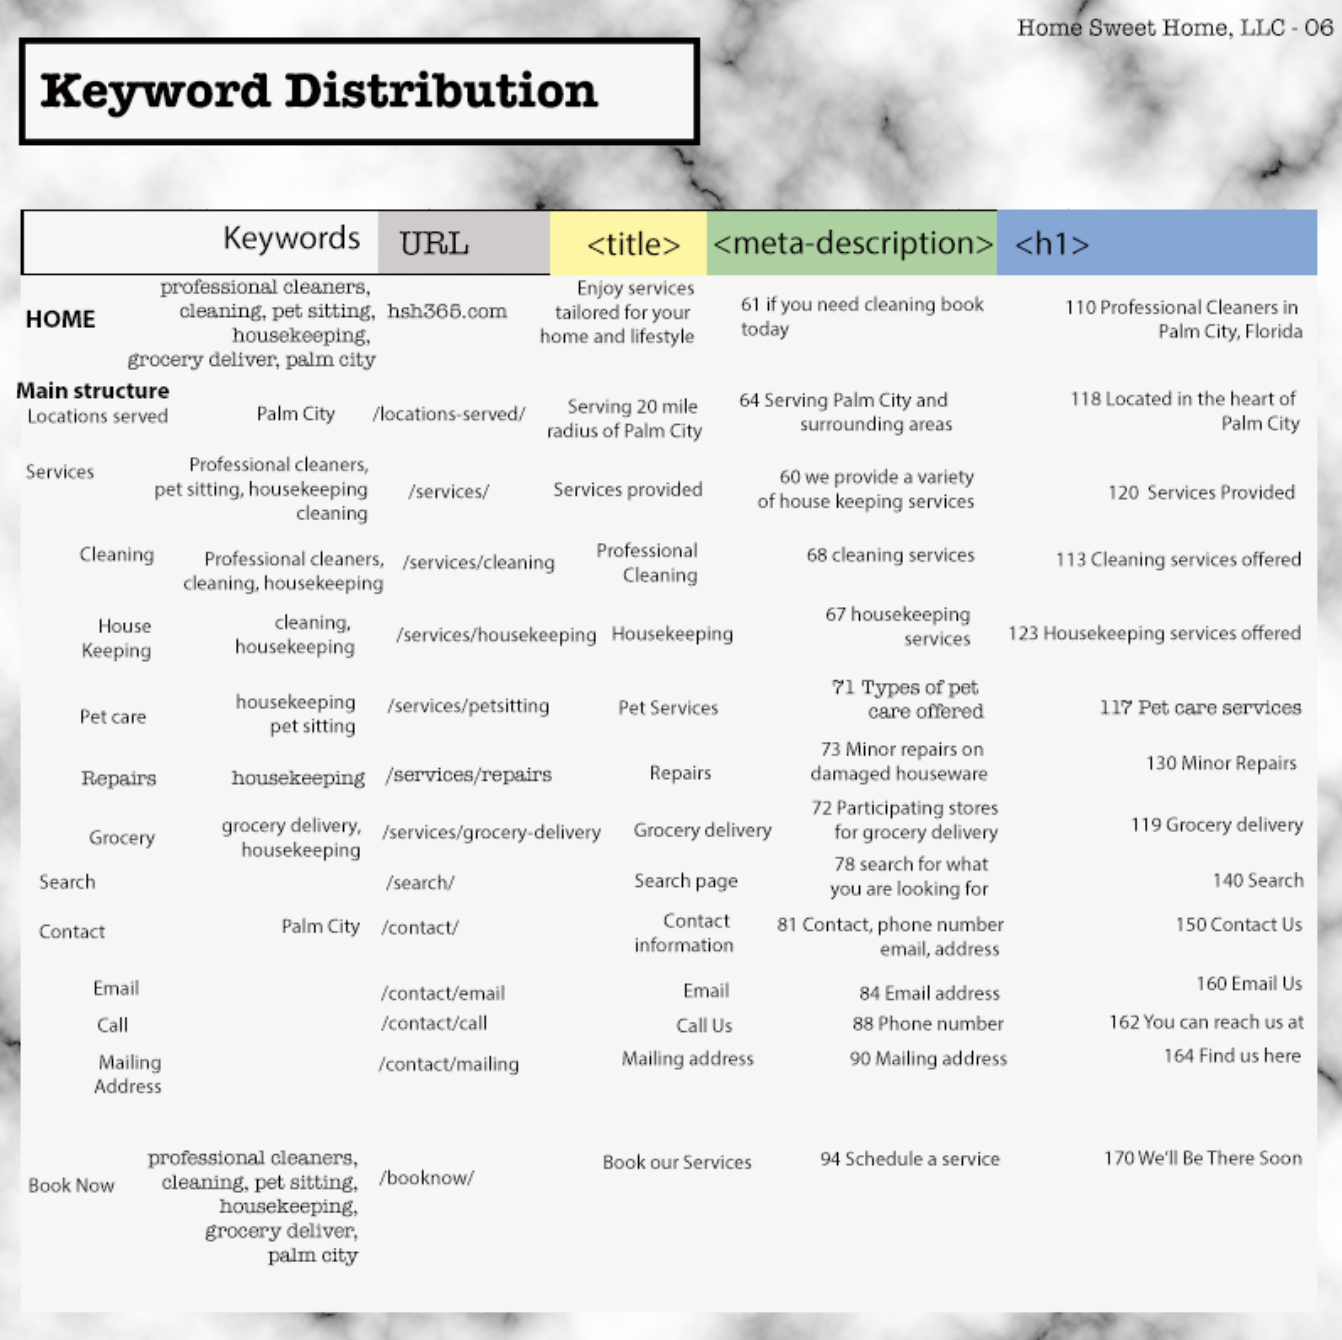 Home Sweet Home, LLC - 06
Keyword Distribution
Keywords URL <title> <meta-description> <h1>
HOME
professional cleaners,
cleaning, pet sitting,
housekeeping,
grocery deliver, palm city
hsh365.com
Enjoy services
tailored for your
home and lifestyle
61 if you need cleaning book
today
110 Professional Cleaners in
Palm City, Florida
Main structure
Locations served
Palm City
/locations-served/
Serving 20 mile
radius of Palm City
64 Serving Palm City and
surrounding areas
118 Located in the heart of
Palm City
Services
Professional cleaners,
pet sitting, housekeeping
cleaning
/services/
Services provided
60 we provide a variety
of house keeping services
120 Services Provided
Cleaning
Professional cleaners,
cleaning, housekeeping
/services/cleaning
Professional
Cleaning
68 cleaning services
113 Cleaning services offered
House
Keeping
cleaning,
housekeeping
/services/housekeeping
Housekeeping
67 housekeeping
services
123 Housekeeping services offered
Pet care
housekeeping
pet sitting
/services/petsitting
Pet Services
71 Types of pet
care offered
117 Pet care services
Repairs
housekeeping
/services/repairs
Repairs
73 Minor repairs on
damaged houseware
130 Minor Repairs
Grocery
grocery delivery,
housekeeping
/services/grocery-delivery
Grocery delivery
72 Participating stores
for grocery delivery
119 Grocery delivery
Search
/search/
Search page
78 search for what
you are looking for
140 Search
Contact
Palm City
/contact/
Contact
information
81 Contact, phone number
email, address
150 Contact Us
Email
/contact/email
Email
84 Email address
160 Email Us
Call
/contact/call
Call Us
88 Phone number
162 You can reach us at
Mailing
Address
/contact/mailing
Mailing address
90 Mailing address
164 Find us here
Book Now
professional cleaners,
cleaning, pet sitting,
housekeeping,
grocery deliver,
palm city
/booknow/
Book our Services
94 Schedule a service
170 We'll Be There Soon